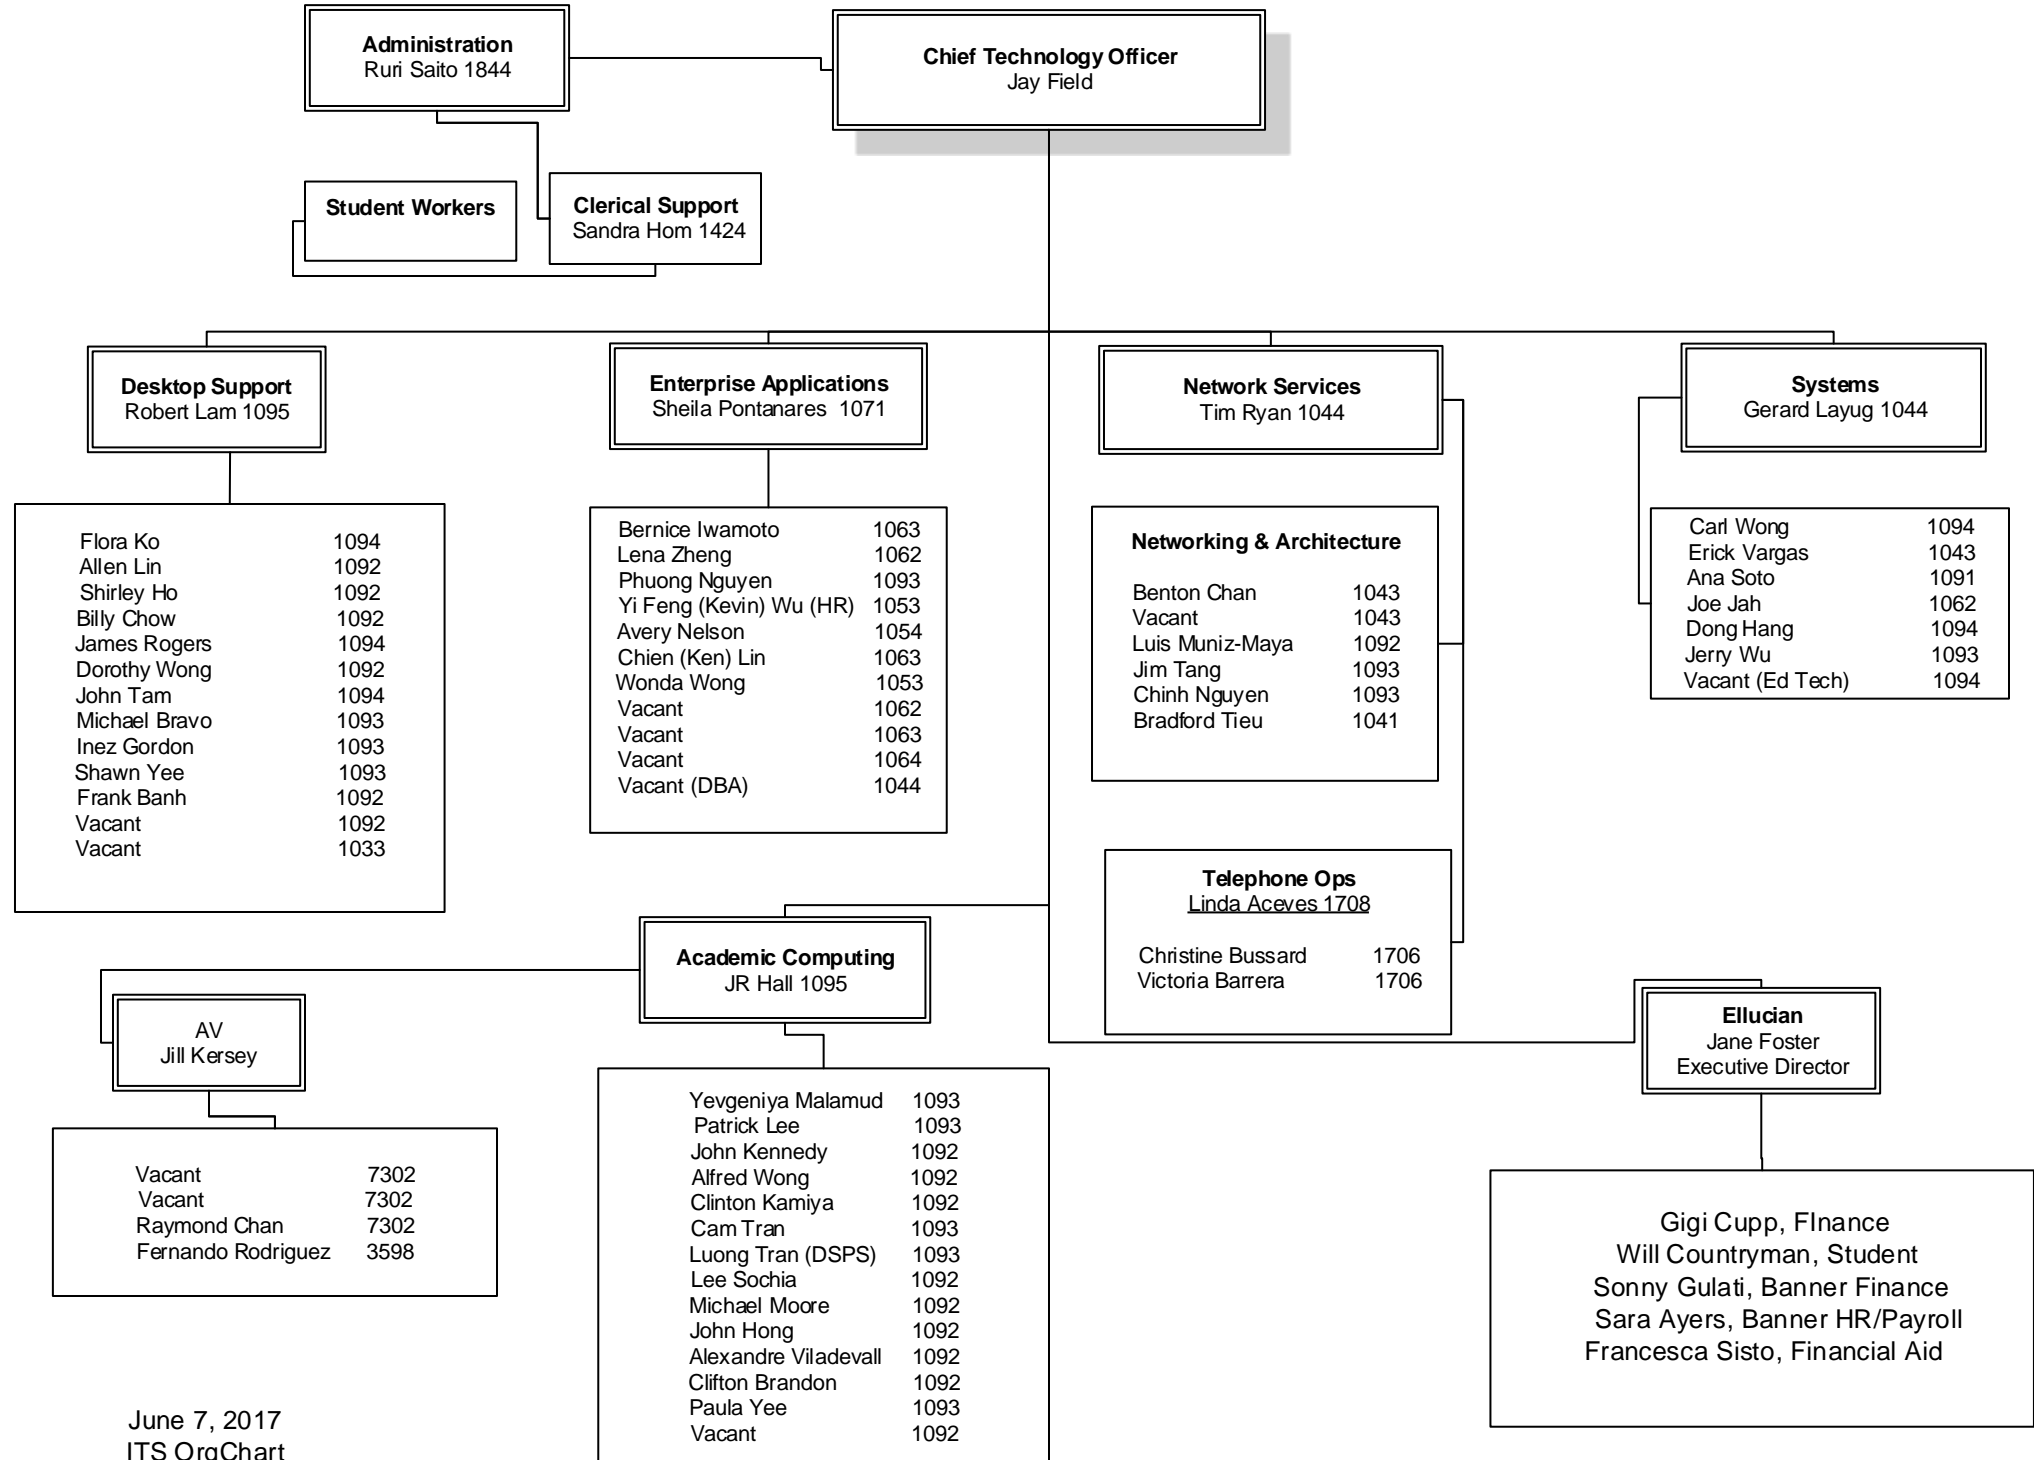 Administration
Ruri Saito 1844
Chief Technology Officer
Jay Field
Student Workers
Clerical Support
Sandra Hom 1424
Desktop Support
Robert Lam 1095
Flora Ko 1094
Allen Lin 1092
Shirley Ho 1092
Billy Chow 1092
James Rogers 1094
Dorothy Wong 1092
John Tam 1094
Michael Bravo 1093
Inez Gordon 1093
Shawn Yee 1093
Frank Banh 1092
Vacant 1092
Vacant 1033
Enterprise Applications
Sheila Pontanares 1071
Bernice Iwamoto 1063
Lena Zheng 1062
Phuong Nguyen 1093
Yi Feng (Kevin) Wu (HR) 1053
Avery Nelson 1054
Chien (Ken) Lin 1063
Wonda Wong 1053
Vacant 1062
Vacant 1063
Vacant 1064
Vacant (DBA) 1044
Network Services
Tim Ryan 1044
Networking & Architecture
Benton Chan 1043
Vacant 1043
Luis Muniz-Maya 1092
Jim Tang 1093
Chinh Nguyen 1093
Bradford Tieu 1041
Telephone Ops
Linda Aceves 1708
Christine Bussard 1706
Victoria Barrera 1706
Systems
Gerard Layug 1044
Carl Wong 1094
Erick Vargas 1043
Ana Soto 1091
Joe Jah 1062
Dong Hang 1094
Jerry Wu 1093
Vacant (Ed Tech) 1094
Academic Computing
JR Hall 1095
AV
Jill Kersey
Vacant 7302
Vacant 7302
Raymond Chan 7302
Fernando Rodriguez 3598
Yevgeniya Malamud 1093
Patrick Lee 1093
John Kennedy 1092
Alfred Wong 1092
Clinton Kamiya 1092
Cam Tran 1093
Luong Tran (DSPS) 1093
Lee Sochia 1092
Michael Moore 1092
John Hong 1092
Alexandre Viladevall 1092
Clifton Brandon 1092
Paula Yee 1093
Vacant 1092
Ellucian
Jane Foster
Executive Director
Gigi Cupp, FInance
Will Countryman, Student
Sonny Gulati, Banner Finance
Sara Ayers, Banner HR/Payroll
Francesca Sisto, Financial Aid
June 7, 2017
ITS OrgChart